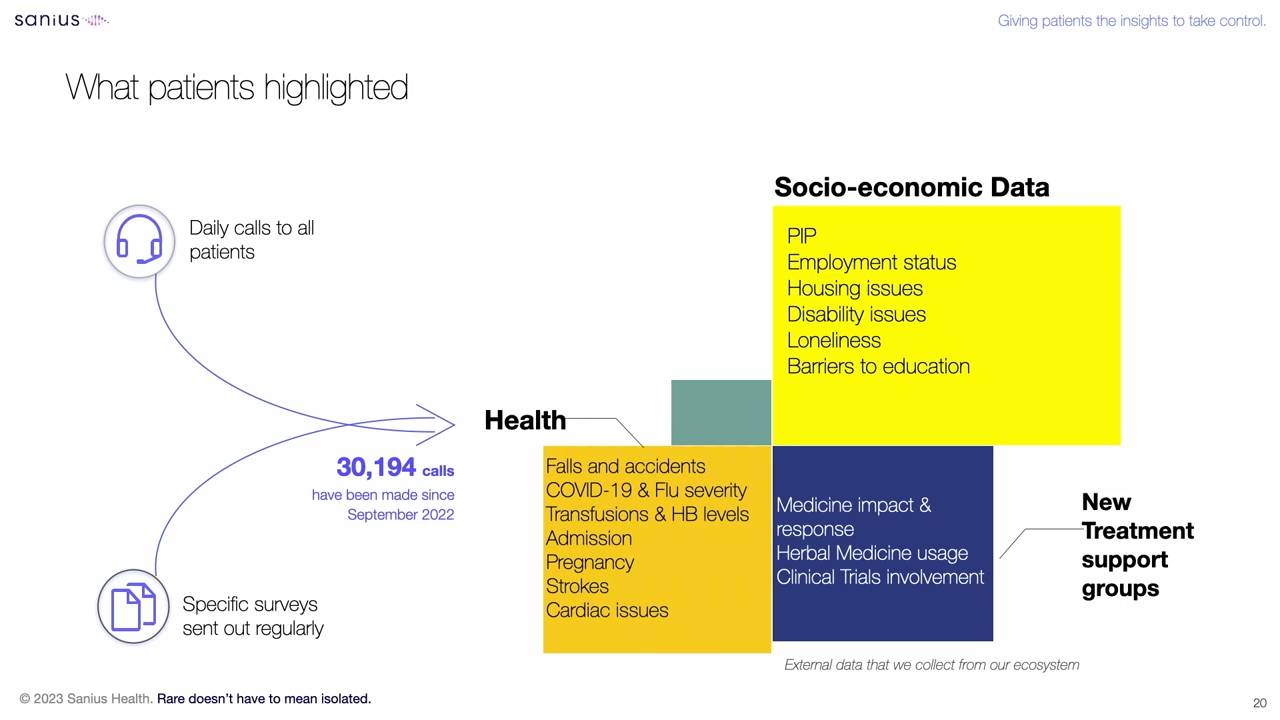 sanius
Giving patients the insights to take control.
What patients highlighted
Daily calls to all
patients
30,194 calls
have been made since
September 2022
Specific surveys
sent out regularly
Socio-economic Data
PIP
Employment status
Housing issues
Disability issues
Loneliness
Barriers to education
Health
Falls and accidents
COVID-19 & Flu severity
Transfusions & HB levels
Admission
Pregnancy
Strokes
Cardiac issues
Medicine impact &
response
Herbal Medicine usage
Clinical Trials involvement
New
Treatment
support
groups
External data that we collect from our ecosystem
© 2023 Sanius Health. Rare doesn't have to mean isolated.
20